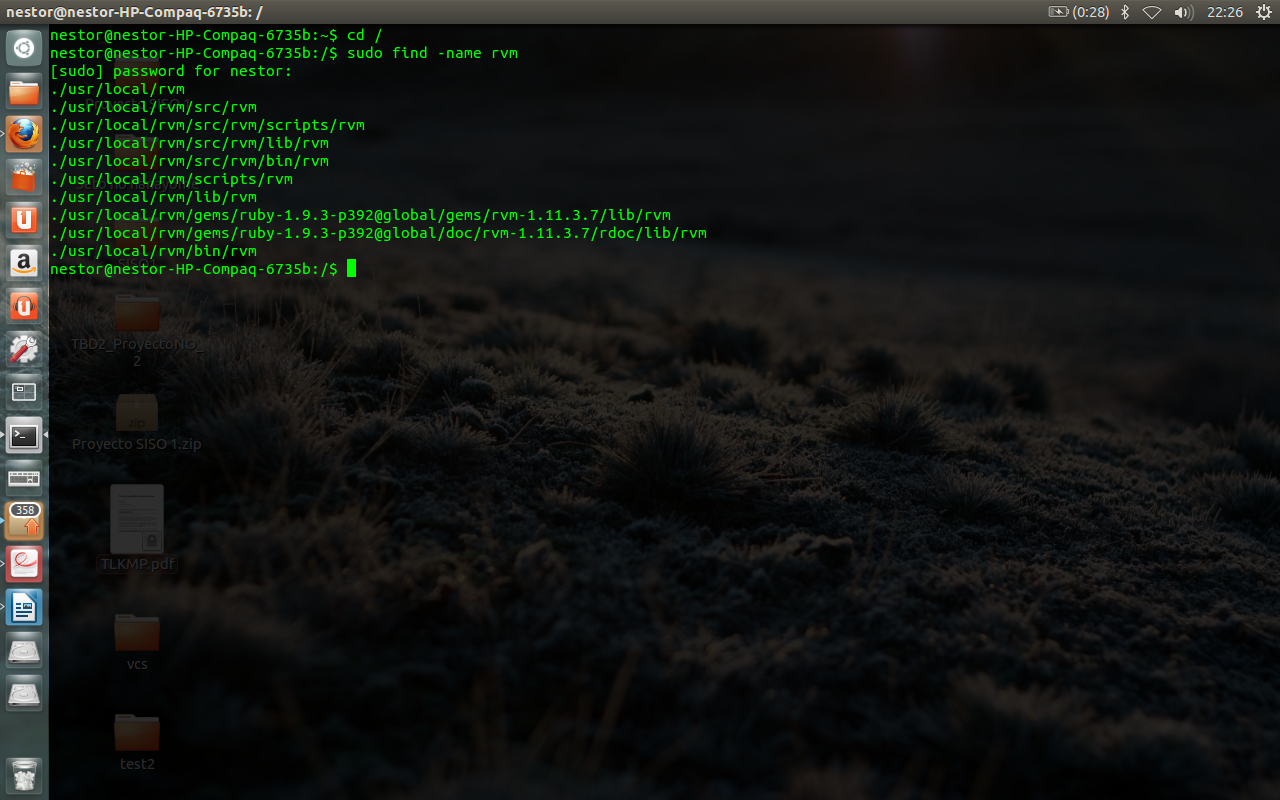 nestor@nestor-HP-Compaq-6735b: /
(0:28)
22:26
nestor@nestor-HP-Compaq-6735b:~$ cd /
nestor@nestor-HP-Compaq-6735b:/$ sudo find -name rvm
[sudo] password for nestor:
./usr/local/rvm
./usr/local/rvm/src/rvm
./usr/local/rvm/src/rvm/scripts/rvm
./usr/local/rvm/src/rvm/lib/rvm
./usr/local/rvm/src/rvm/bin/rvm
./usr/local/rvm/scripts/rvm
./usr/local/rvm/lib/rvm
./usr/local/rvm/gems/ruby-1.9.3-p392@global/gems/rvm-1.11.3.7/lib/rvm
./usr/local/rvm/gems/ruby-1.9.3-p392@global/doc/rvm-1.11.3.7/rdoc/lib/rvm
./usr/local/rvm/bin/rvm
nestor@nestor-HP-Compaq-6735b:/$
TBD2_ProyectoNO_
2
zip
Proyecto SISO 1.zip
358
TLKMP.pdf
vcs
test2